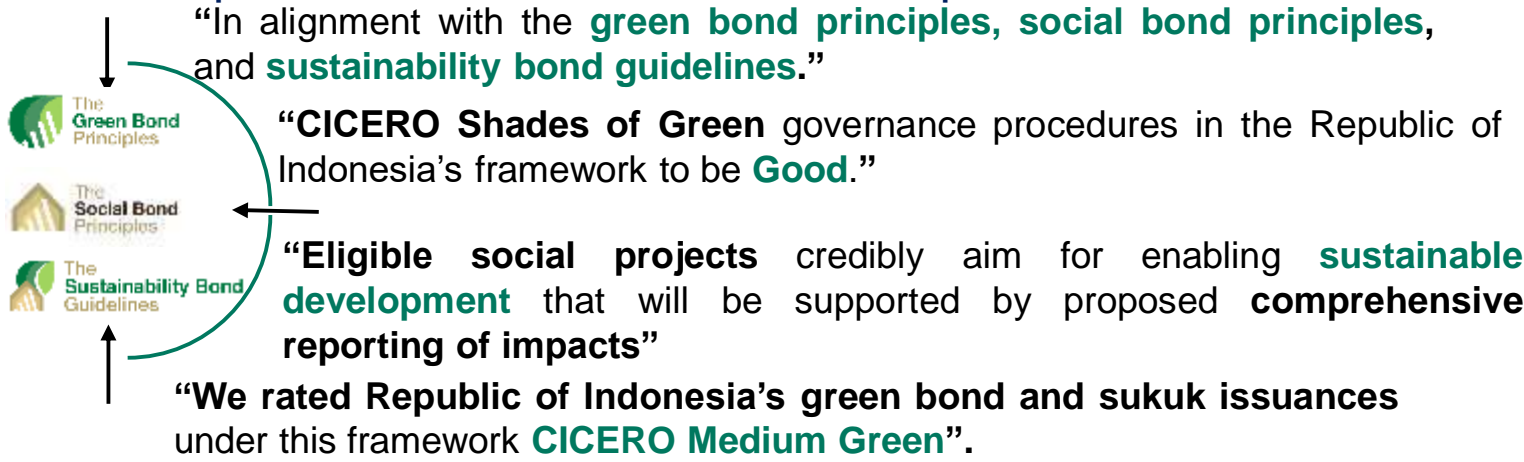 “In alignment with the green bond principles, social bond principles,
and sustainability bond guidelines.”
The
Green Bond
Principles
“CICERO Shades of Green governance procedures in the Republic of
Indonesia’s framework to be Good.”
The
Social Bond
Principles
“Eligible social projects credibly aim for enabling sustainable
development that will be supported by proposed comprehensive
reporting of impacts”
The
Sustainability Bond
Guidelines
“We rated Republic of Indonesia’s green bond and sukuk issuances
under this framework CICERO Medium Green”.